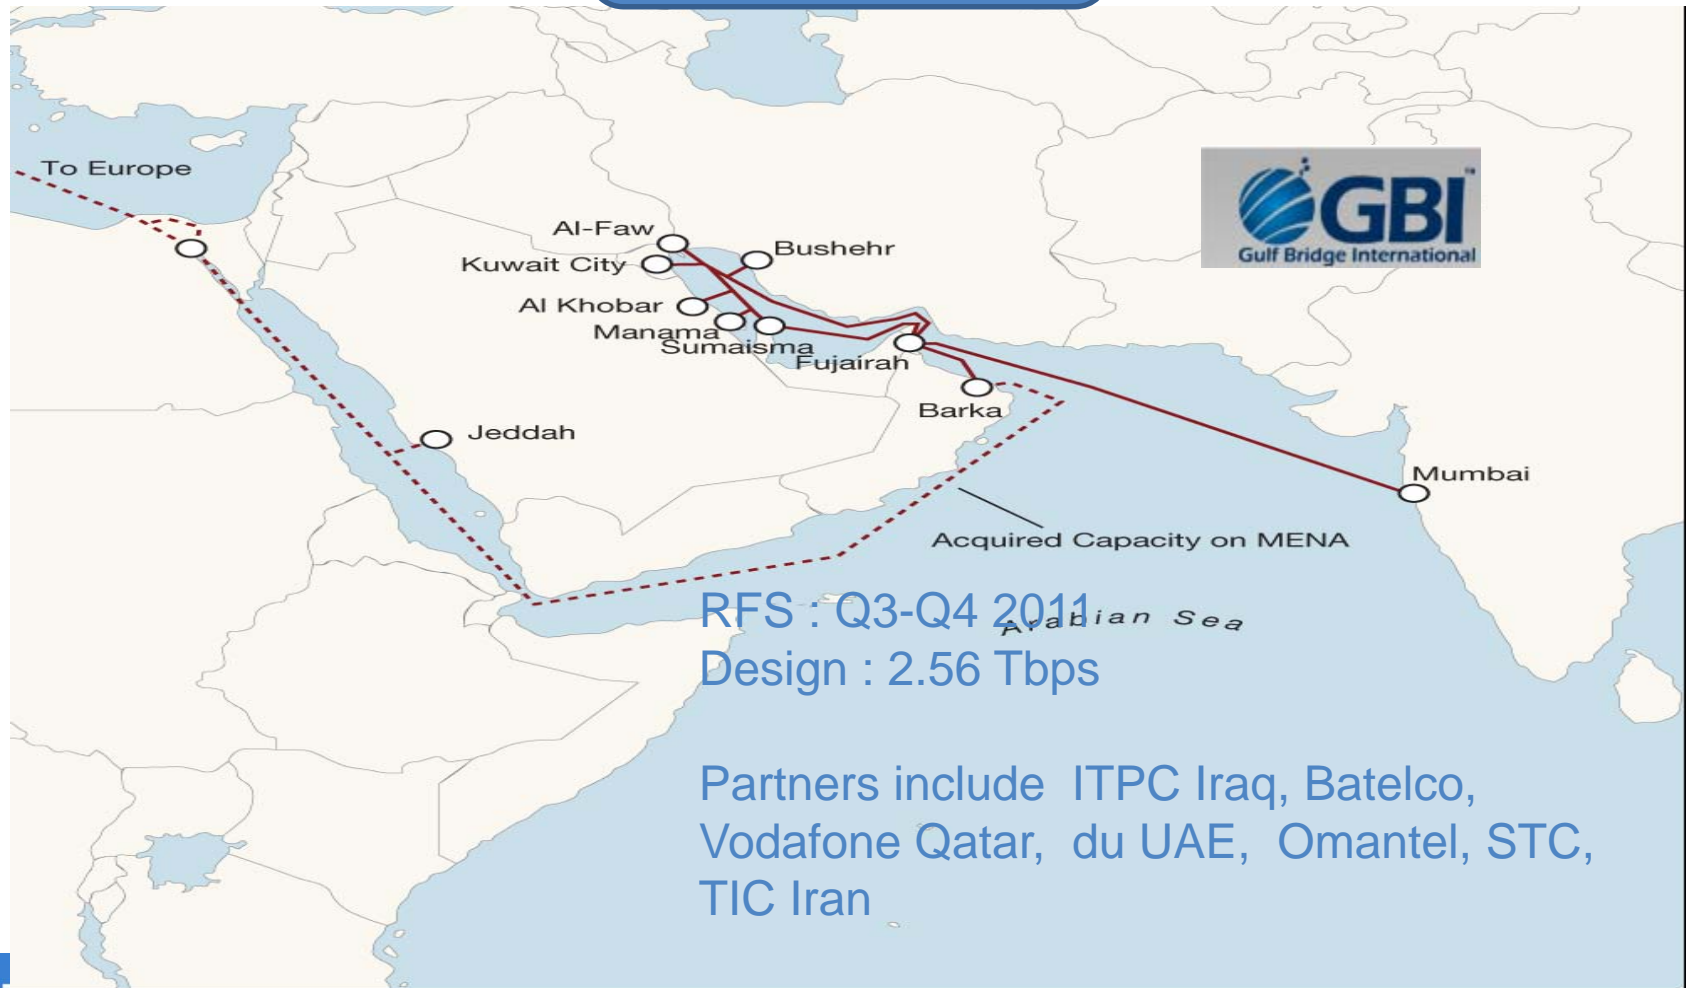 To Europe
GBI
Gulf Bridge International
Al-Faw
Bushehr
Kuwait City
Al Khobar
Manama
Sumaisma
Fujairah
Barka
Jeddah
Mumbai
Acquired Capacity on MENA
RFS : Q3-Q4 2011
Arabian Sea
Design : 2.56 Tbps
Partners include ITPC Iraq, Batelco,
Vodafone Qatar, du UAE, Omantel, STC,
TIC Iran